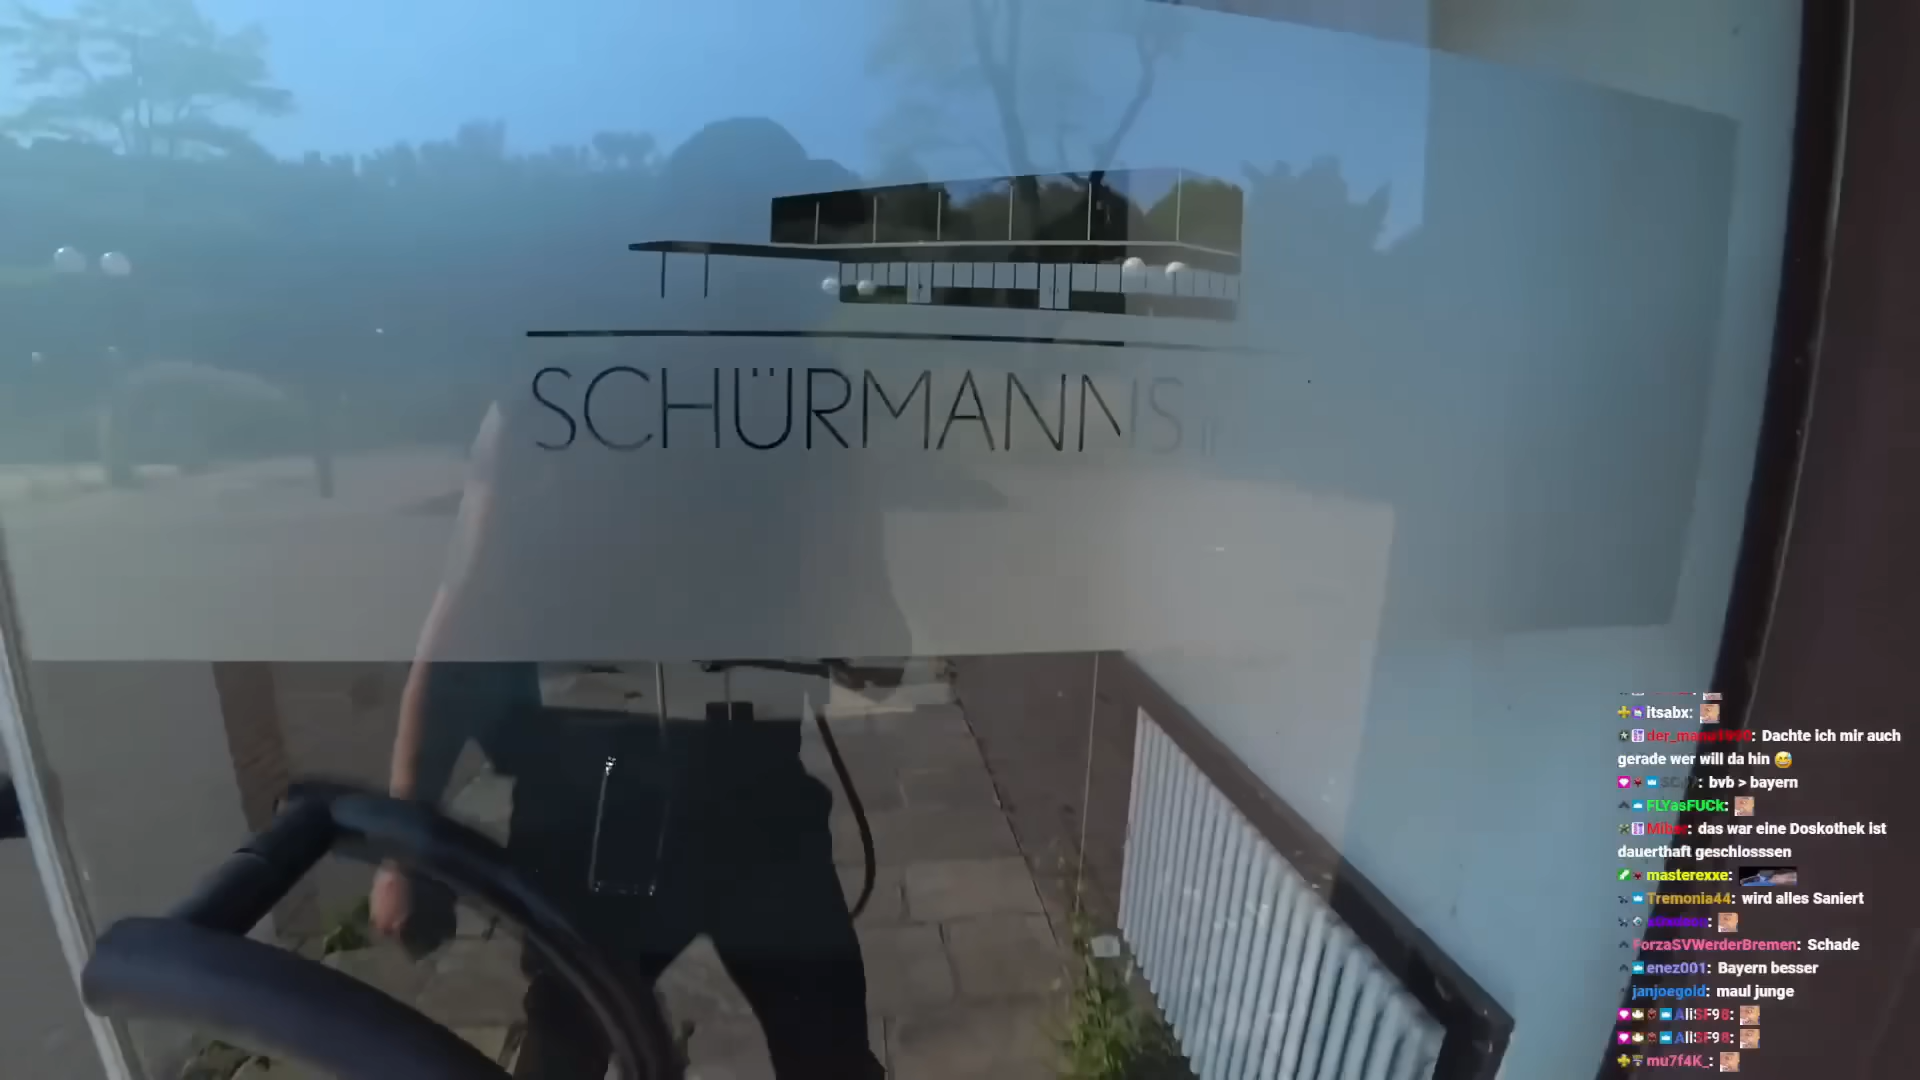 SCHÜRMANNS
itsabx:
Dachte ich mir auch
gerade wer will da hin 😅
: bvb > bayern
FLYasFUCk:
: das war eine Doskothek ist
dauerthaft geschlosssen
masterexxe:
Tremonia44: wird alles Saniert
ForzaSVWerderBremen: Schade
enez001: Bayern besser
janjoegold: maul junge
AliSF98:
AliSF98:
mu7f4K_: